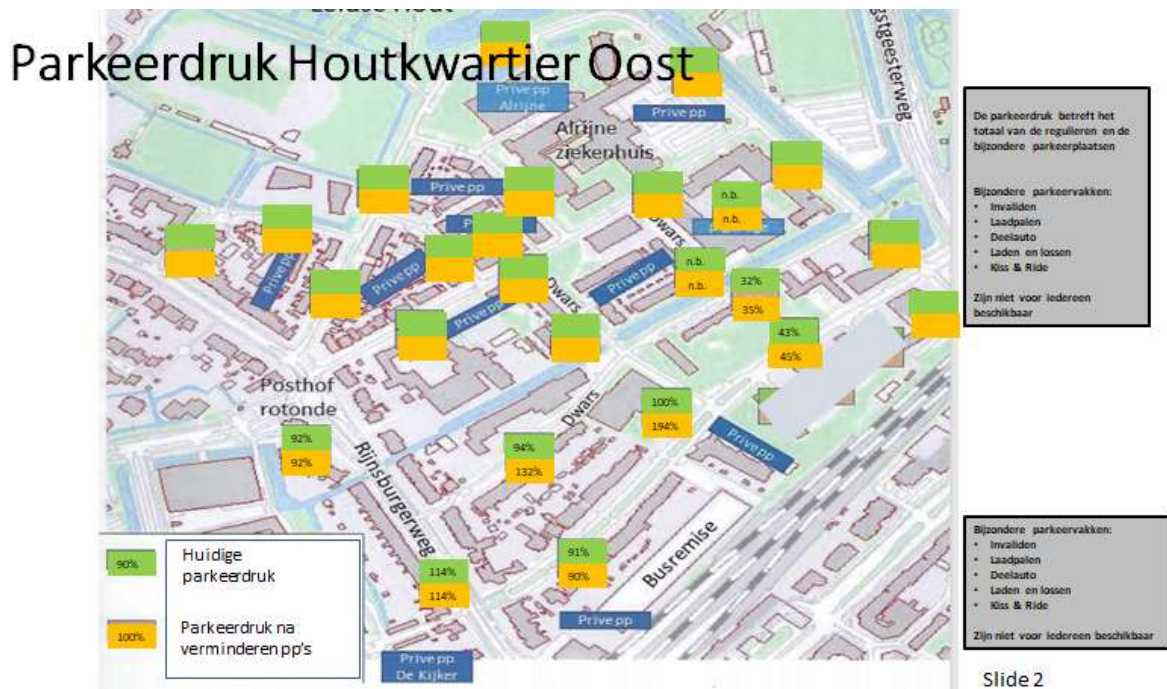 Parkeerdruk Houtkwartier Oost
Prive pp
Alrijne
Prive pp
Alrijne
ziekenhuis
Prive pp
n.b.
n.b.
Dwars
Prive pp
Prive pp
Prive pp
n.b.
n.b.
32%
35%
Dwars
Prive pp
43%
45%
Posthof
rotonde
Dwars
100%
194%
Prive pp
92%
92%
94%
132%
Rijnsburgerweg
Busremise
91%
90%
114%
114%
Prive pp
90%
Huidige
parkeerdruk
100%
Parkeerdruk na
verminderen pp's
Prive pp
De Kijker
De parkeerdruk betreft het
totaal van de regulieren en de
bijzondere parkeerplaatsen
Bijzondere parkeervakken:
• Invaliden
• Laadpalen
• Deelauto
• Laden en lossen
• Kiss & Ride
Zijn niet voor iedereen
beschikbaar
Bijzondere parkeervakken:
• Invaliden
• Laadpalen
• Deelauto
• Laden en lossen
• Kiss & Ride
Zijn niet voor iedereen beschikbaar
Slide 2